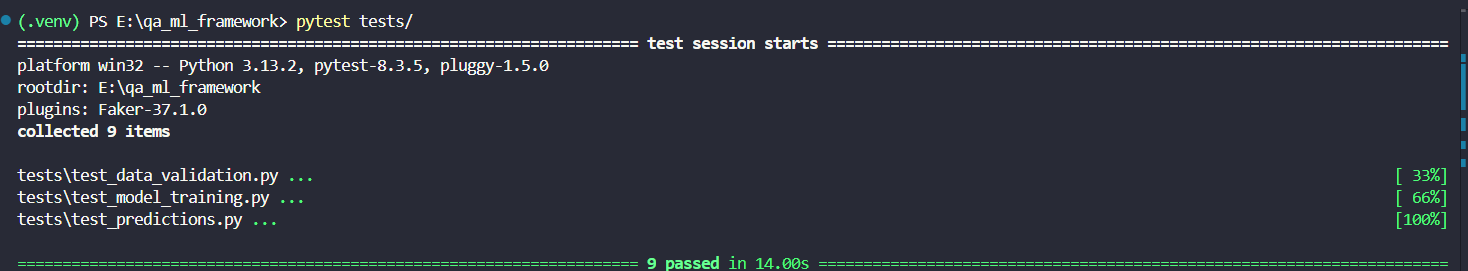 (.venv) PS E:\qa_ml_framework> pytest tests/
============================= test session starts =============================
platform win32 -- Python 3.13.2, pytest-8.3.5, pluggy-1.5.0
rootdir: E:\qa_ml_framework
plugins: Faker-37.1.0
collected 9 items
tests\test_data_validation.py ... [ 33%]
tests\test_model_training.py ... [ 66%]
tests\test_predictions.py ... [100%]
============================= 9 passed in 14.00s =============================